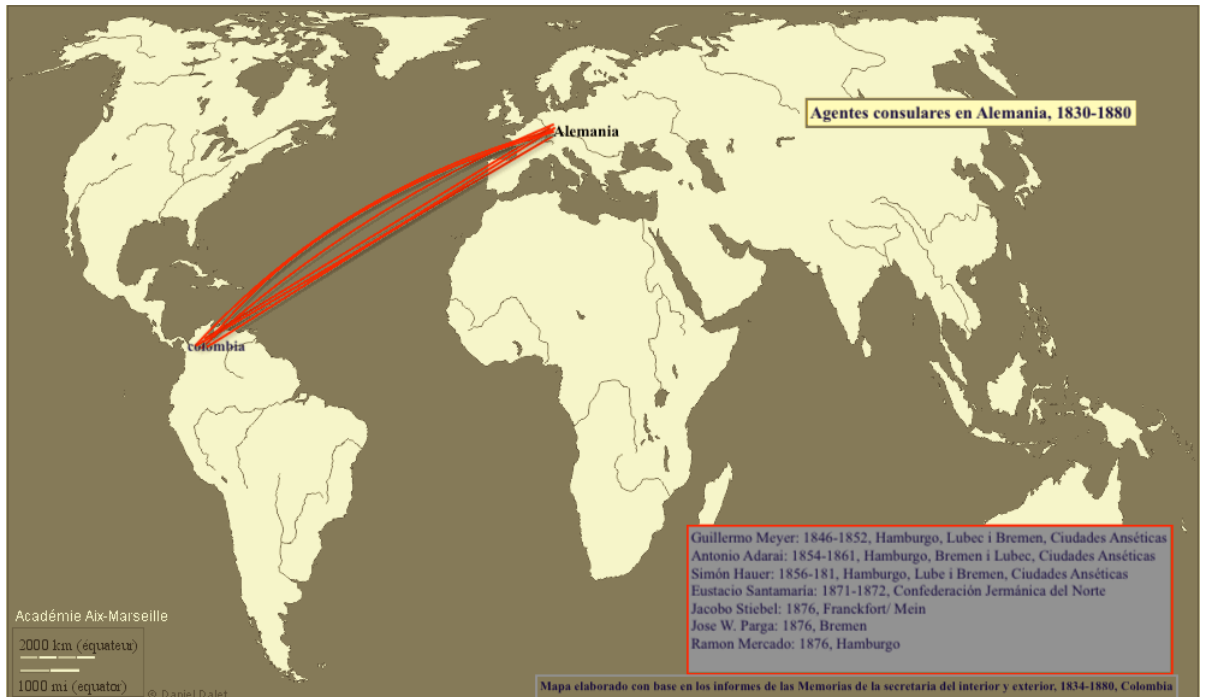 Agentes consulares en Alemania, 1830-1880
Alemania
colombia
Guillermo Meyer: 1846-1852, Hamburgo, Lubec i Bremen, Ciudades Anséticas
Antonio Adarai: 1854-1861, Hamburgo, Bremen i Lubec, Ciudades Anséticas
Simón Hauer: 1856-181, Hamburgo, Lube i Bremen, Ciudades Anséticas
Eustacio Santamaría: 1871-1872, Confederación Jermánica del Norte
Jacobo Stiebel: 1876, Franckfort/ Mein
Jose W. Parga: 1876, Bremen
Ramon Mercado: 1876, Hamburgo
Académie Aix-Marseille
2000 km (équateur)
1000 mi (equator)
© Daniel Dalet
Mapa elaborado con base en los informes de las Memorias de la secretaria del interior y exterior, 1834-1880, Colombia